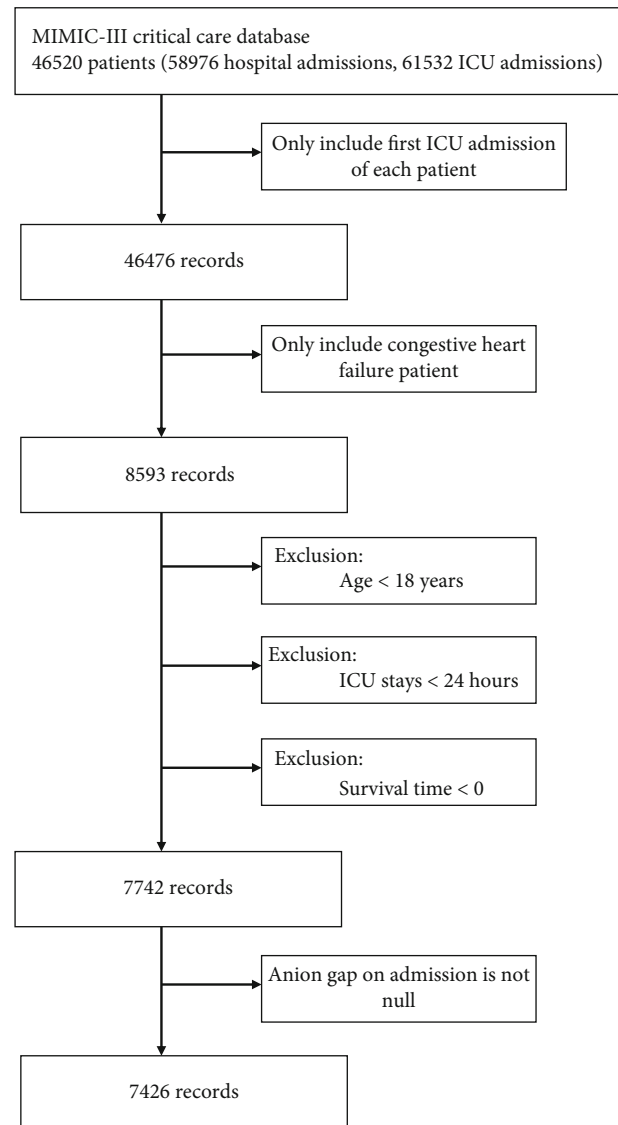 MIMIC-III critical care database
46520 patients (58976 hospital admissions, 61532 ICU admissions)
Only include first ICU admission
of each patient
46476 records
Only include congestive heart
failure patient
8593 records
Exclusion:
Age < 18 years
Exclusion:
ICU stays < 24 hours
Exclusion:
Survival time < 0
7742 records
Anion gap on admission is not
null
7426 records